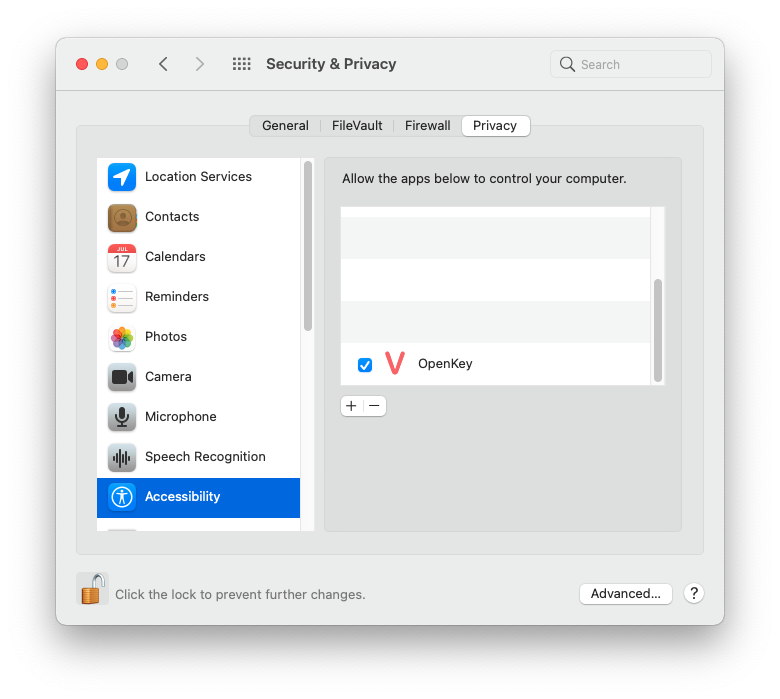 Security & Privacy
Search
General
FileVault
Firewall
Privacy
Location Services
Contacts
JUL
17
Calendars
Reminders
Photos
Camera
Microphone
Speech Recognition
Accessibility
Allow the apps below to control your computer.
OpenKey
+ −
Click the lock to prevent further changes.
Advanced...
?